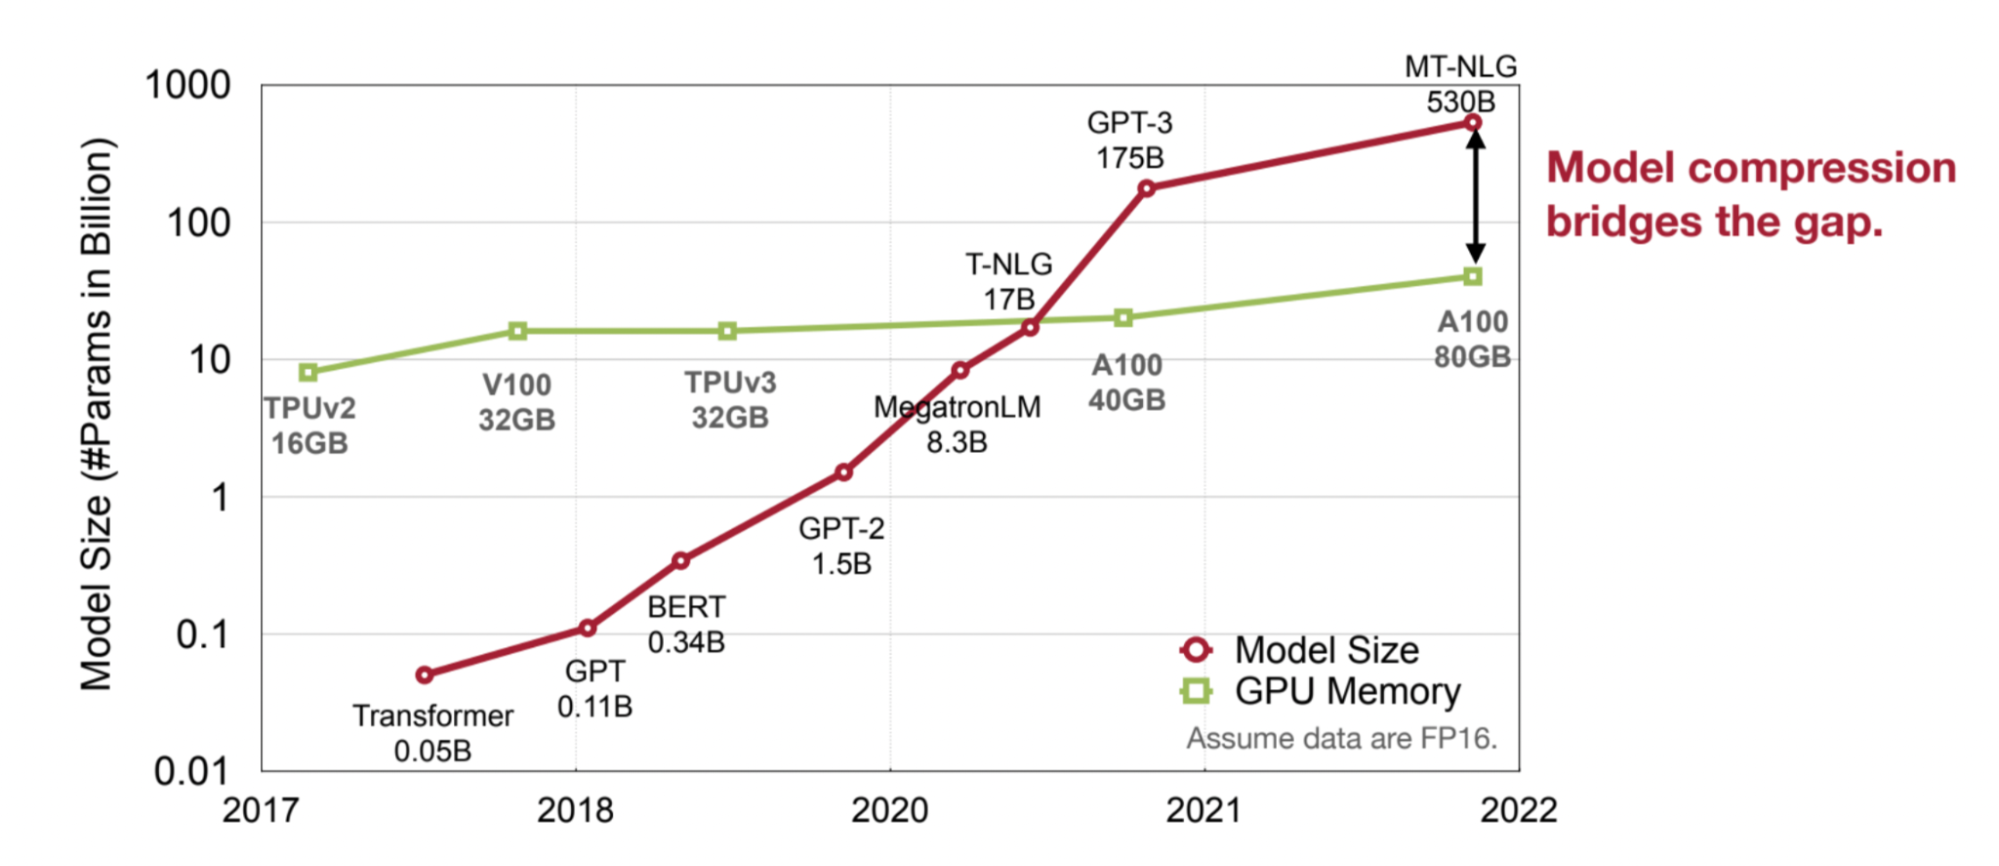 Model Size (#Params in Billion)
1000
100
10
1
0.1
0.01
2017
2018
2020
2021
2022
TPUv2
16GB
V100
32GB
TPUv3
32GB
A100
40GB
A100
80GB
Transformer
0.05B
GPT
0.11B
BERT
0.34B
GPT-2
1.5B
MegatronLM
8.3B
T-NLG
17B
GPT-3
175B
MT-NLG
530B
Model Size
GPU Memory
Assume data are FP16.
Model compression
bridges the gap.